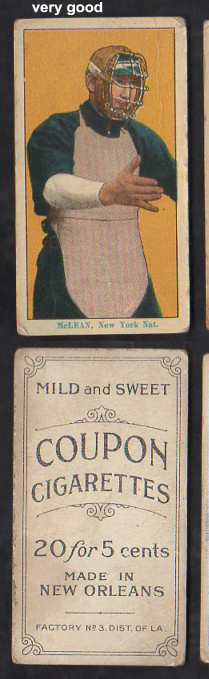 very good
McLEAN, New York Nat.
MILD and SWEET
COUPON
CIGARETTES
20 for 5 cents
MADE IN
NEW ORLEANS
FACTORY Nº 3. DIST. OF LA.